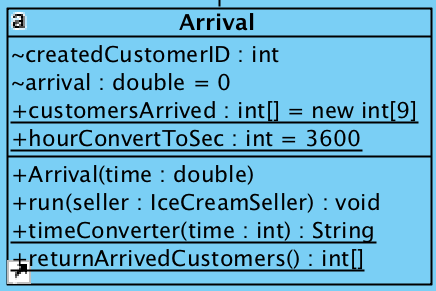 a
Arrival
~createdCustomerID : int
~arrival : double = 0
+customersArrived : int[] = new int[9]
+hourConvertToSec : int = 3600
+Arrival(time : double)
+run(seller : IceCreamSeller) : void
+timeConverter(time : int) : String
+returnArrivedCustomers() : int[]